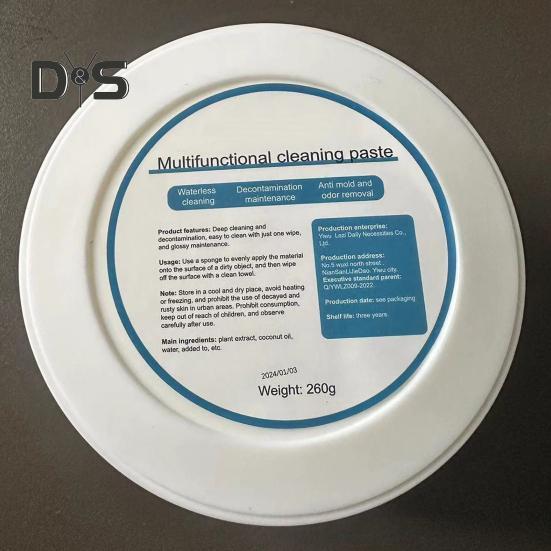 D&S
Multifunctional cleaning paste
Waterless
cleaning
Decontamination
maintenance
Anti mold and
odor removal
Product features: Deep cleaning and
decontamination, easy to clean with just one wipe,
and glossy maintenance.
Usage: Use a sponge to evenly apply the material
onto the surface of a dirty object, and then wipe
off the surface with a clean towel.
Note: Store in a cool and dry place, avoid heating
or freezing, and prohibit the use of decayed and
rusty skin in urban areas. Prohibit consumption,
keep out of reach of children, and observe
carefully after use.
Main ingredients: plant extract, coconut oil,
water, added to, etc.
Production enterprise:
Yiwu Lezi Daily Necessities Co.,
Ltd.
Production address:
No.5 wuxi north street ,
NianSanLiJieDao, Yiwu city.
Executive standard parent:
Q/YWLZ009-2022.
Production date: see packaging
Shelf life: three years.
2024/01/03
Weight: 260g